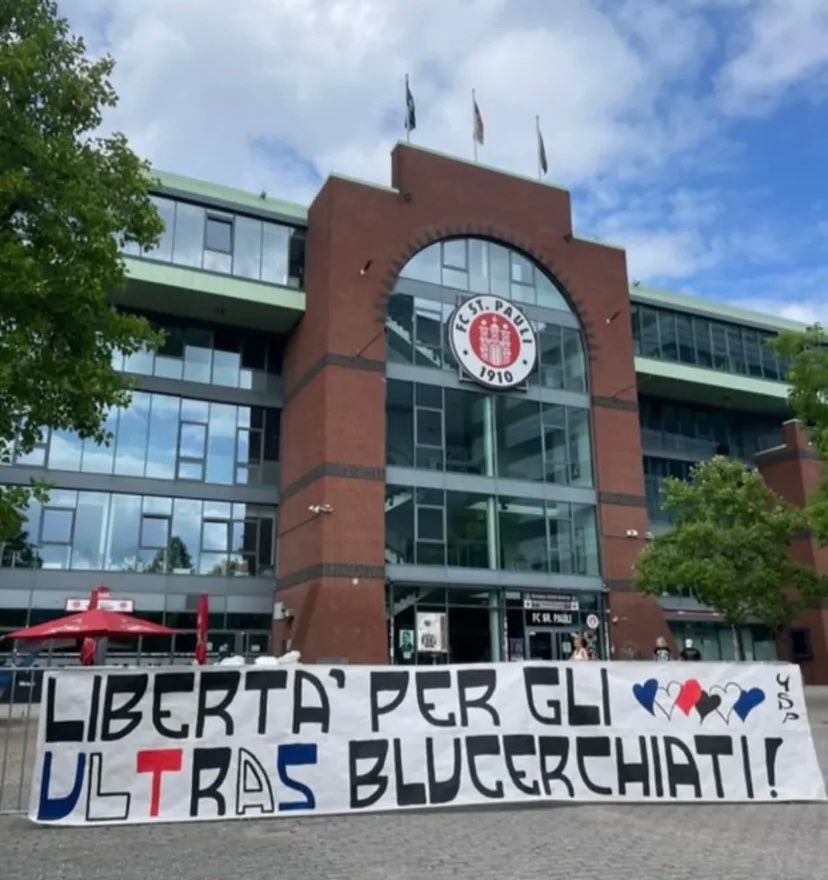 FC ST. PAULI
1910
FC ST. PAULI
LIBERTA' PER GLI
USP
ULTRAS BLUCERCHIATI!